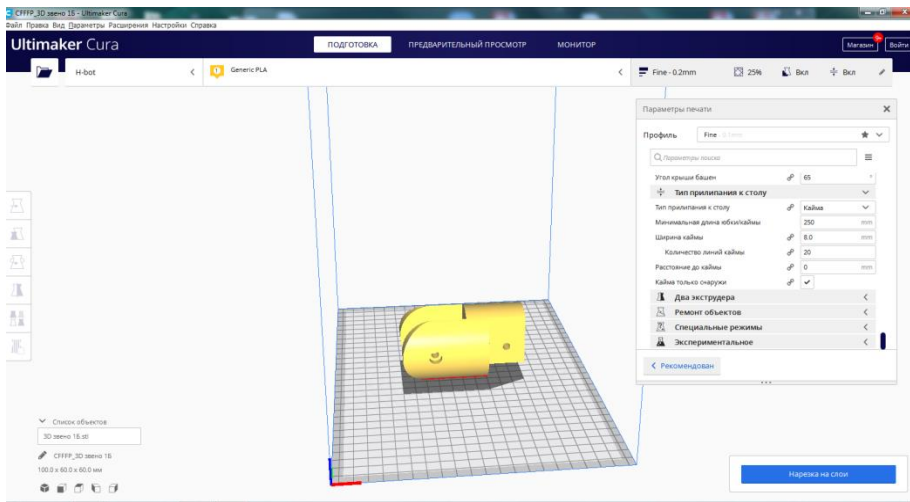 CFFFP_3D звено 1Б - Ultimaker Cura
Файл Правка Вид Параметры Расширения Настройки Справка
Ultimaker Cura
ПОДГОТОВКА ПРЕДВАРИТЕЛЬНЫЙ ПРОСМОТР МОНИТОР
Магазин 9+ Войти
H-bot
Generic PLA
Fine - 0.2mm 25% Вкл Вкл
Параметры печати
Профиль Fine 0.1mm
Параметры поиска
Угол крыши башен 65 °
Тип прилипания к столу
Тип прилипания к столу Кайма
Минимальная длина юбки/каймы 250 mm
Ширина каймы 8.0 mm
Количество линий каймы 20
Расстояние до каймы 0 mm
Кайма только снаружи
Два экструдера
Ремонт объектов
Специальные режимы
Экспериментальное
Рекомендован
Список объектов
3D звено 1Б.stl
CFFFP_3D звено 1Б
100.0 x 60.0 x 60.0 мм
Нарезка на слои